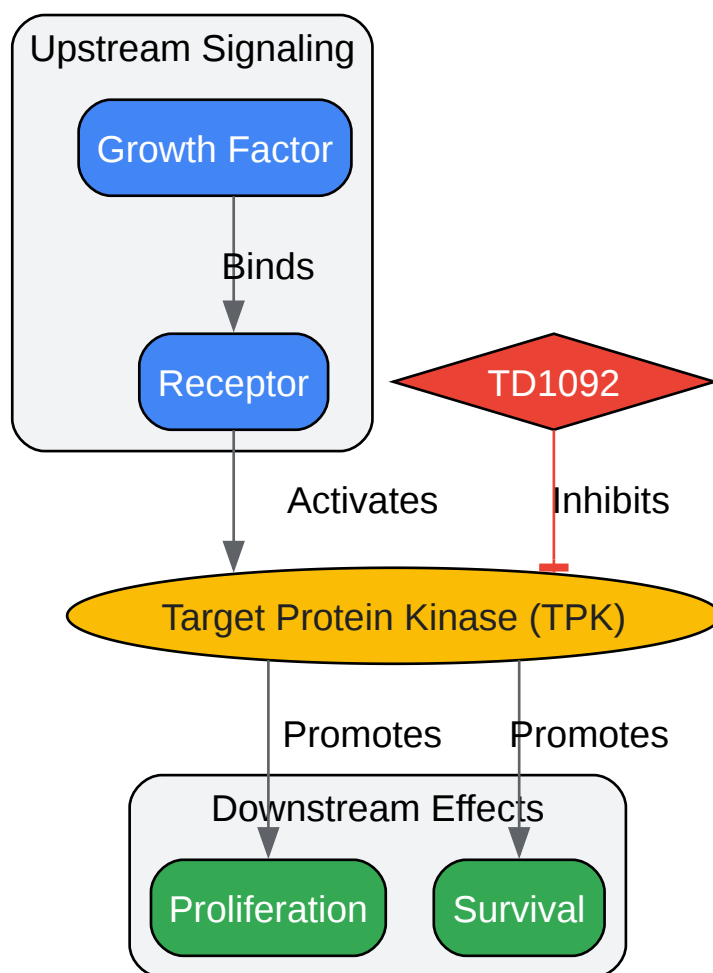 Upstream Signaling
Growth Factor
Binds
Receptor
TD1092
Activates
Inhibits
Target Protein Kinase (TPK)
Promotes
Promotes
Downstream Effects
Proliferation
Survival